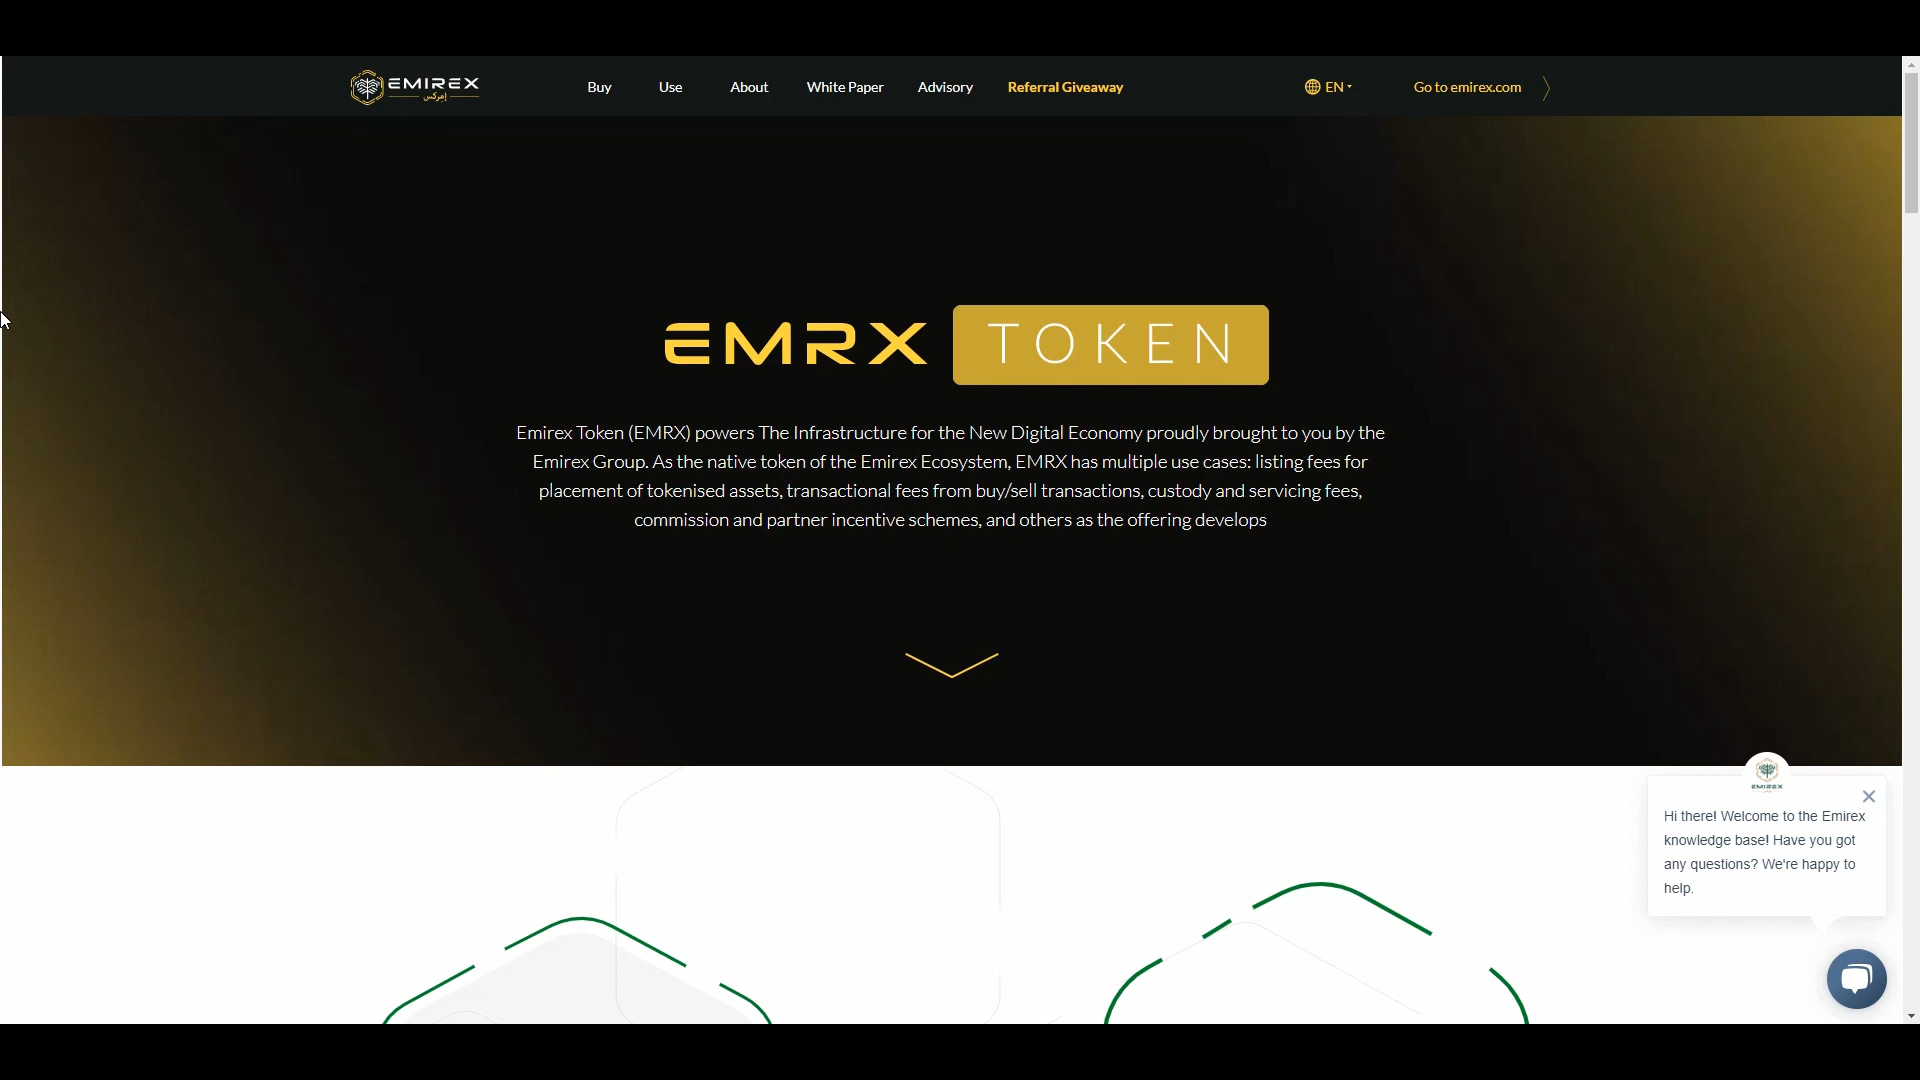 EMIREX
إمركس
Buy
Use
About
White Paper
Advisory
Referral Giveaway
EN
Go to emirex.com
EMRX TOKEN
Emirex Token (EMRX) powers The Infrastructure for the New Digital Economy proudly brought to you by the
Emirex Group. As the native token of the Emirex Ecosystem, EMRX has multiple use cases: listing fees for
placement of tokenised assets, transactional fees from buy/sell transactions, custody and servicing fees,
commission and partner incentive schemes, and others as the offering develops
EMIREX
Hi there! Welcome to the Emirex
knowledge base! Have you got
any questions? We're happy to
help.